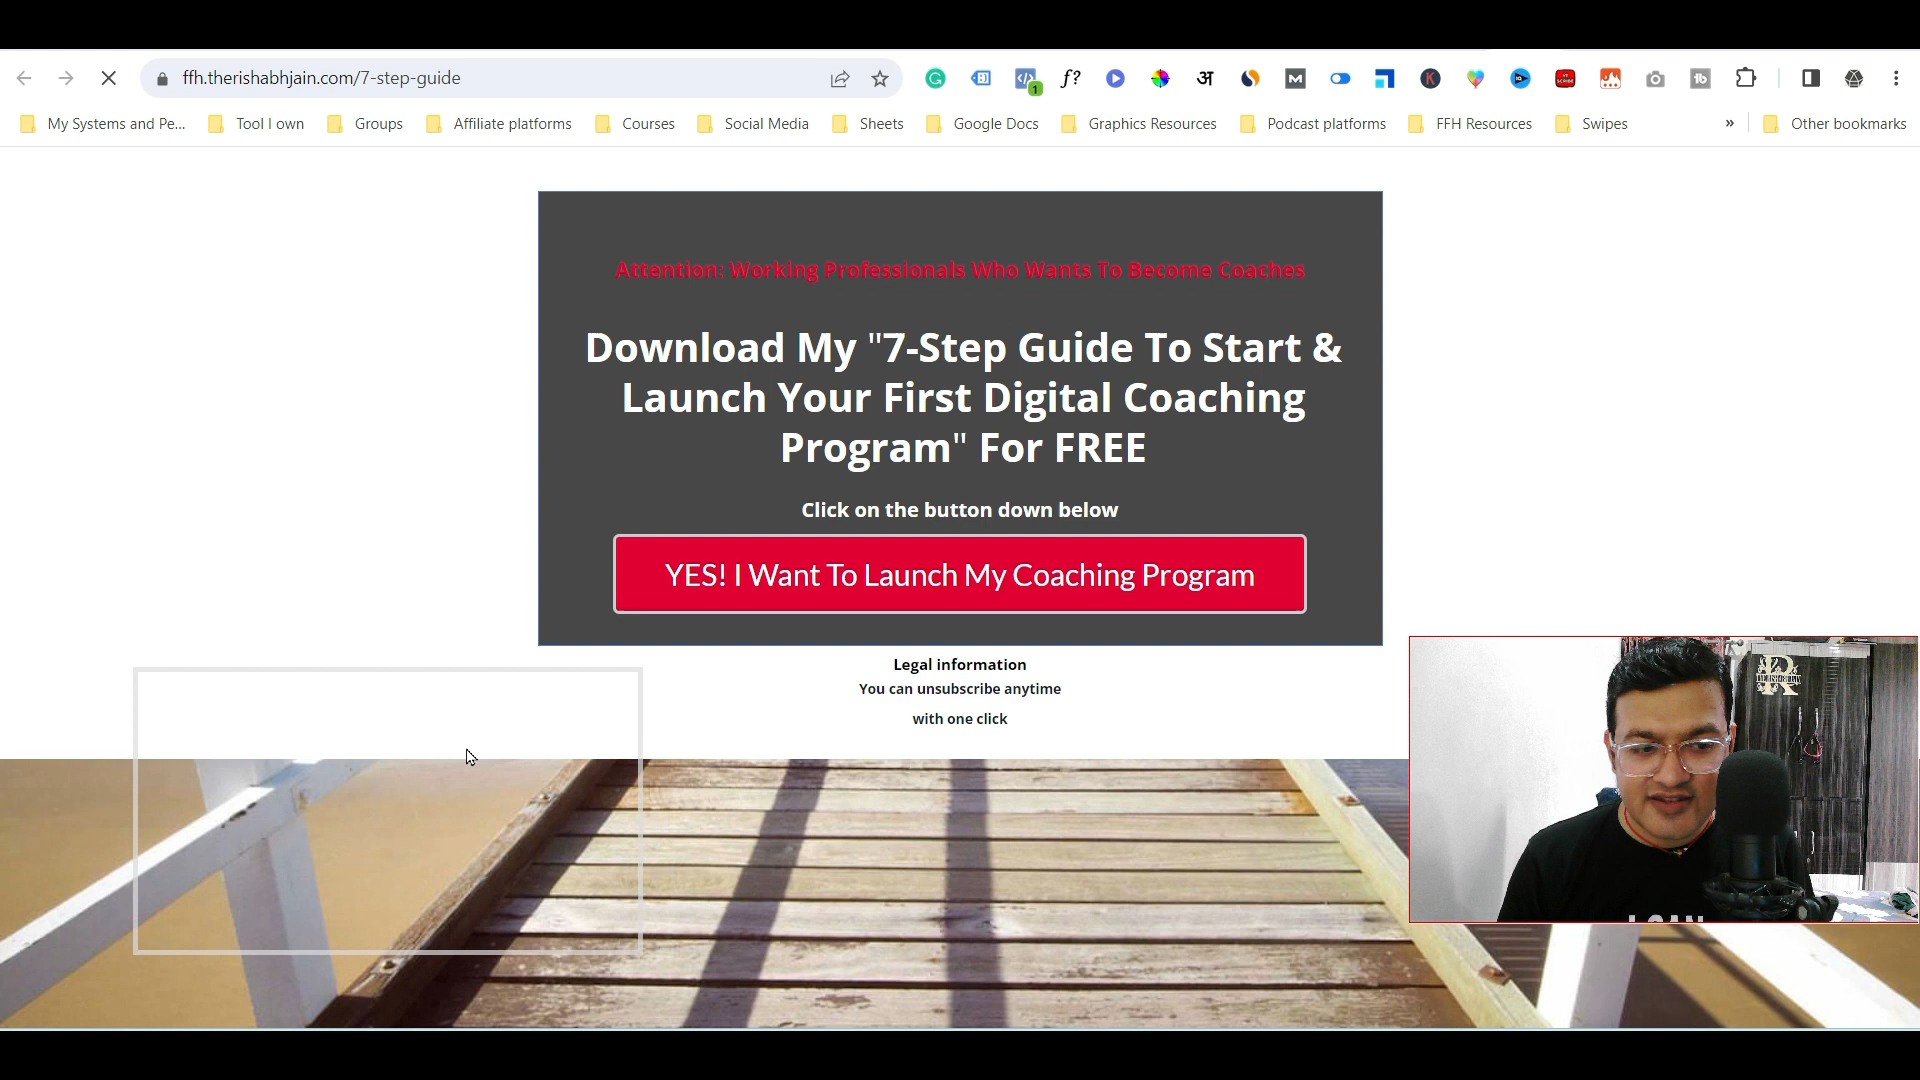 ffh.therishabhjain.com/7-step-guide
My Systems and Pe... Tool I own Groups Affiliate platforms Courses Social Media Sheets Google Docs Graphics Resources Podcast platforms FFH Resources Swipes » Other bookmarks
Attention: Working Professionals Who Wants To Become Coaches
Download My "7-Step Guide To Start &
Launch Your First Digital Coaching
Program" For FREE
Click on the button down below
YES! I Want To Launch My Coaching Program
Legal information
You can unsubscribe anytime
with one click